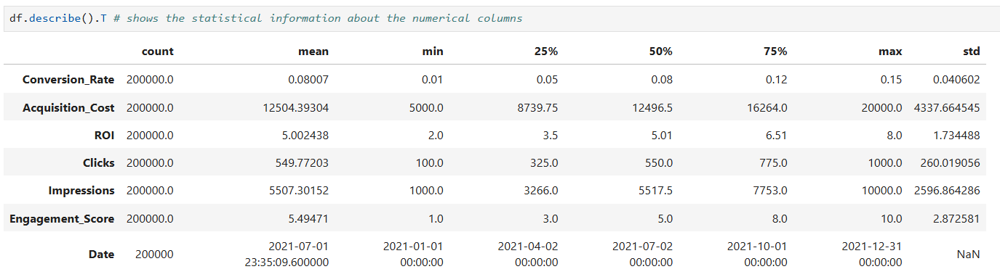 df.describe().T # shows the statistical information about the numerical columns
count mean min 25% 50% 75% max std
Conversion_Rate 200000.0 0.08007 0.01 0.05 0.08 0.12 0.15 0.040602
Acquisition_Cost 200000.0 12504.39304 5000.0 8739.75 12496.5 16264.0 20000.0 4337.664545
ROI 200000.0 5.002438 2.0 3.5 5.01 6.51 8.0 1.734488
Clicks 200000.0 549.77203 100.0 325.0 550.0 775.0 1000.0 260.019056
Impressions 200000.0 5507.30152 1000.0 3266.0 5517.5 7753.0 10000.0 2596.864286
Engagement_Score 200000.0 5.49471 1.0 3.0 5.0 8.0 10.0 2.872581
Date 200000 2021-07-01 2021-01-01 2021-04-02 2021-07-02 2021-10-01 2021-12-31 NaN
23:35:09.600000 00:00:00 00:00:00 00:00:00 00:00:00 00:00:00